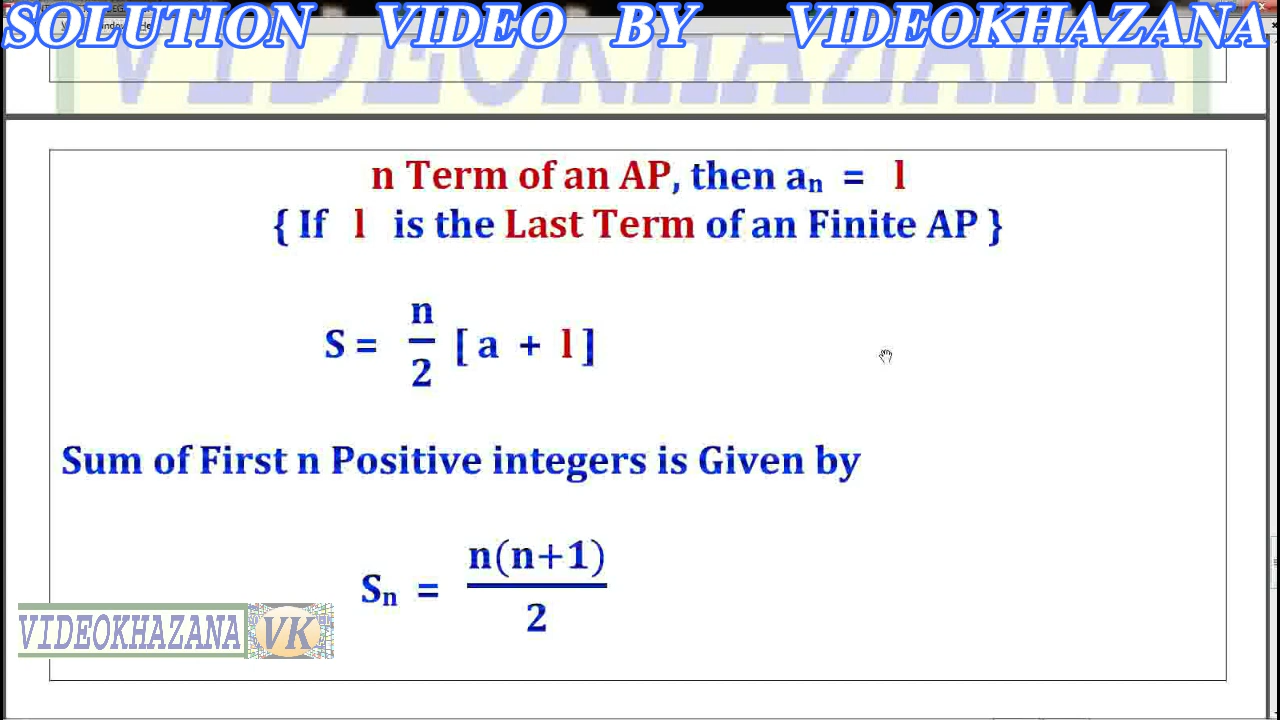 SOLUTION VIDEO BY VIDEOKHAZANA
VIDEOKHAZANA
n Term of an AP, then aₙ = l
{ If l is the Last Term of an Finite AP }
S = n/2 [ a + l ]
Sum of First n Positive integers is Given by
Sₙ = n(n+1)/2
VIDEOKHAZANA VK